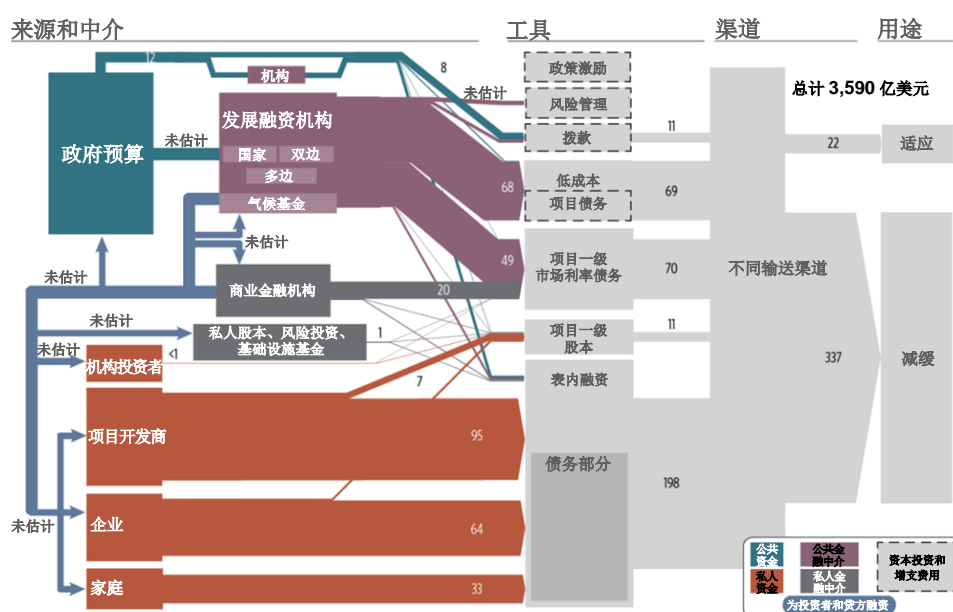 来源和中介
工具
渠道
用途
12
8
机构
政策激励
总计 3,590 亿美元
未估计
风险管理
发展融资机构
拨款
11
政府预算
未估计
国家
双边
22
适应
多边
68
低成本
69
气候基金
项目债务
未估计
49
项目一级
市场利率债务
70
不同输送渠道
未估计
商业金融机构
20
未估计
私人股本、风险投资、
基础设施基金
1
项目一级
股本
11
未估计
机构投资者
<1
337
减缓
7
表内融资
项目开发商
95
债务部分
198
未估计
企业
64
家庭
33
公共
资金
公共金
融中介
资本投资和
增支费用
私人
资金
私人金
融中介
为投资者和贷方融资